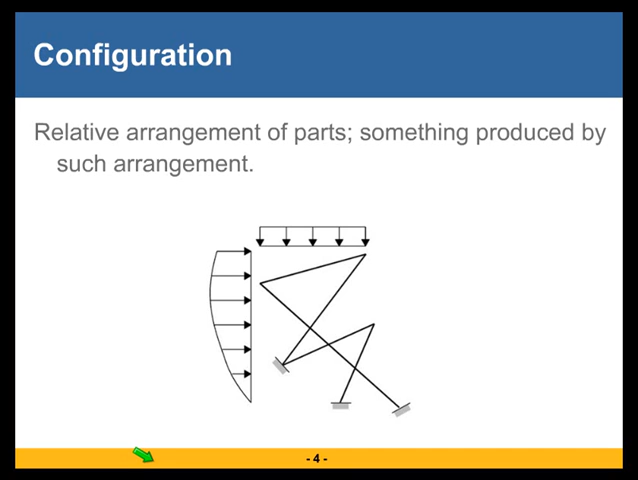 Configuration
Relative arrangement of parts; something produced by
such arrangement.
- 4 -